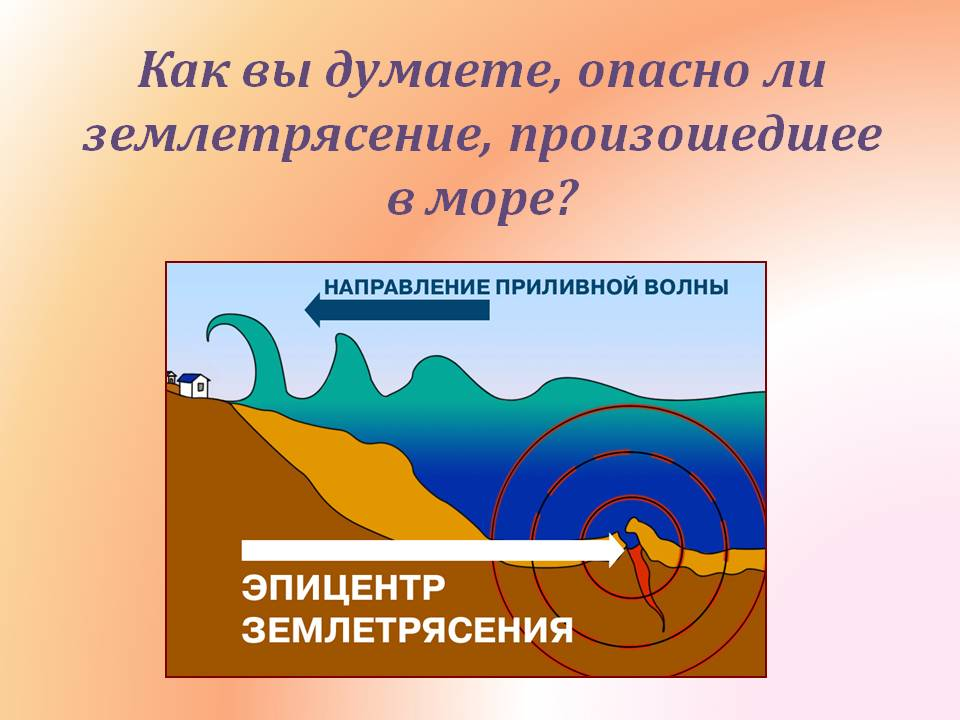 Как вы думаете, опасно ли
землетрясение, произошедшее
в море?
НАПРАВЛЕНИЕ ПРИЛИВНОЙ ВОЛНЫ
ЭПИЦЕНТР
ЗЕМЛЕТРЯСЕНИЯ